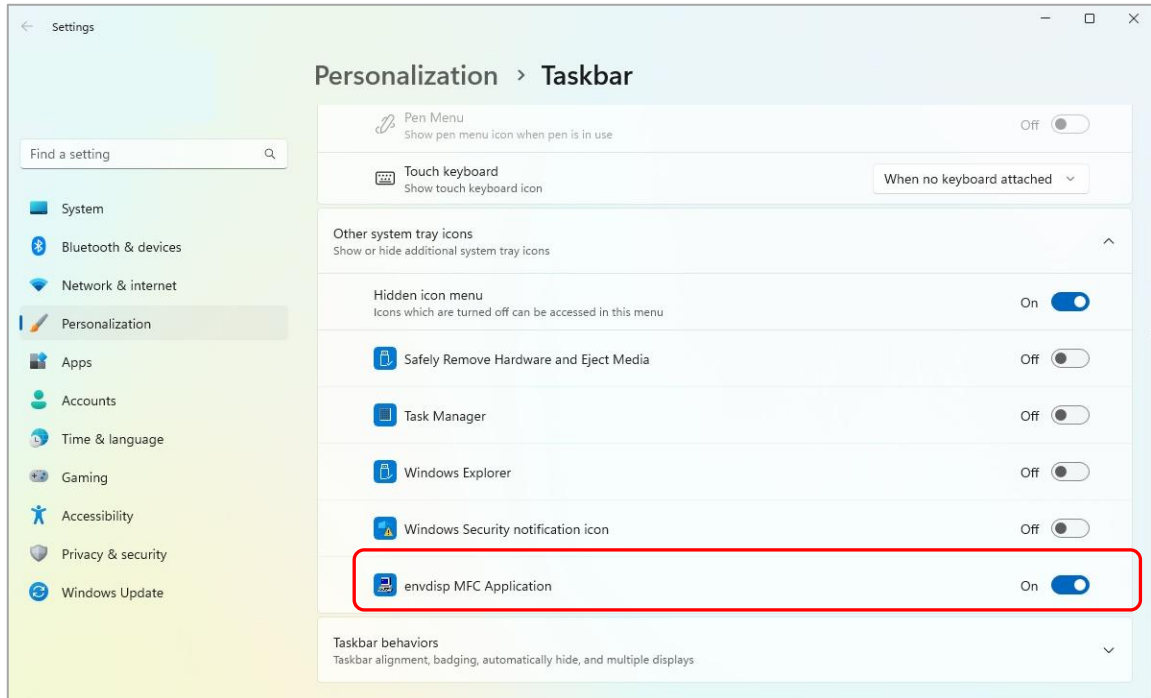 Settings
Personalization > Taskbar
Find a setting
System
Bluetooth & devices
Network & internet
Personalization
Apps
Accounts
Time & language
Gaming
Accessibility
Privacy & security
Windows Update
Pen Menu
Show pen menu icon when pen is in use
Off
Touch keyboard
Show touch keyboard icon
When no keyboard attached
Other system tray icons
Show or hide additional system tray icons
Hidden icon menu
Icons which are turned off can be accessed in this menu
On
Safely Remove Hardware and Eject Media
Off
Task Manager
Off
Windows Explorer
Off
Windows Security notification icon
Off
envdisp MFC Application
On
Taskbar behaviors
Taskbar alignment, badging, automatically hide, and multiple displays